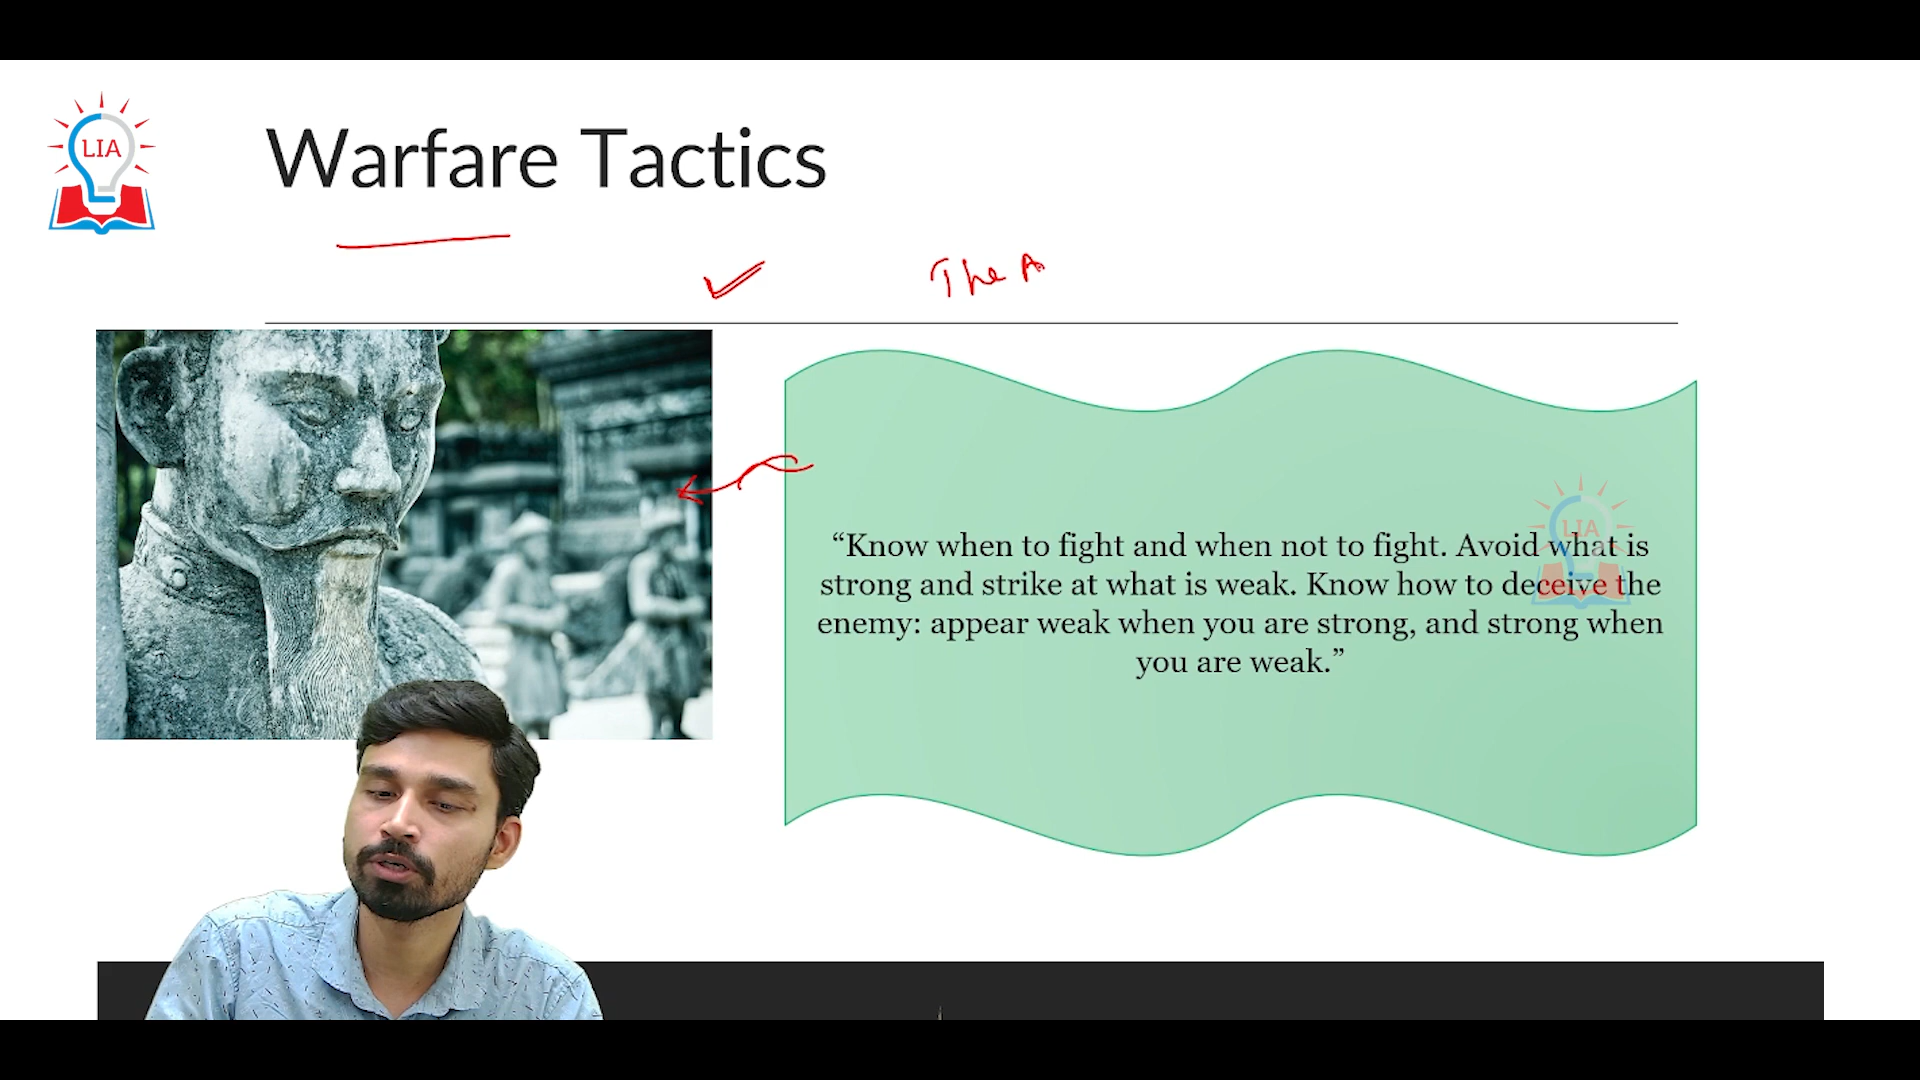 LIA
Warfare Tactics
The A
“Know when to fight and when not to fight. Avoid what is
strong and strike at what is weak. Know how to deceive the
enemy: appear weak when you are strong, and strong when
you are weak.”
LIA